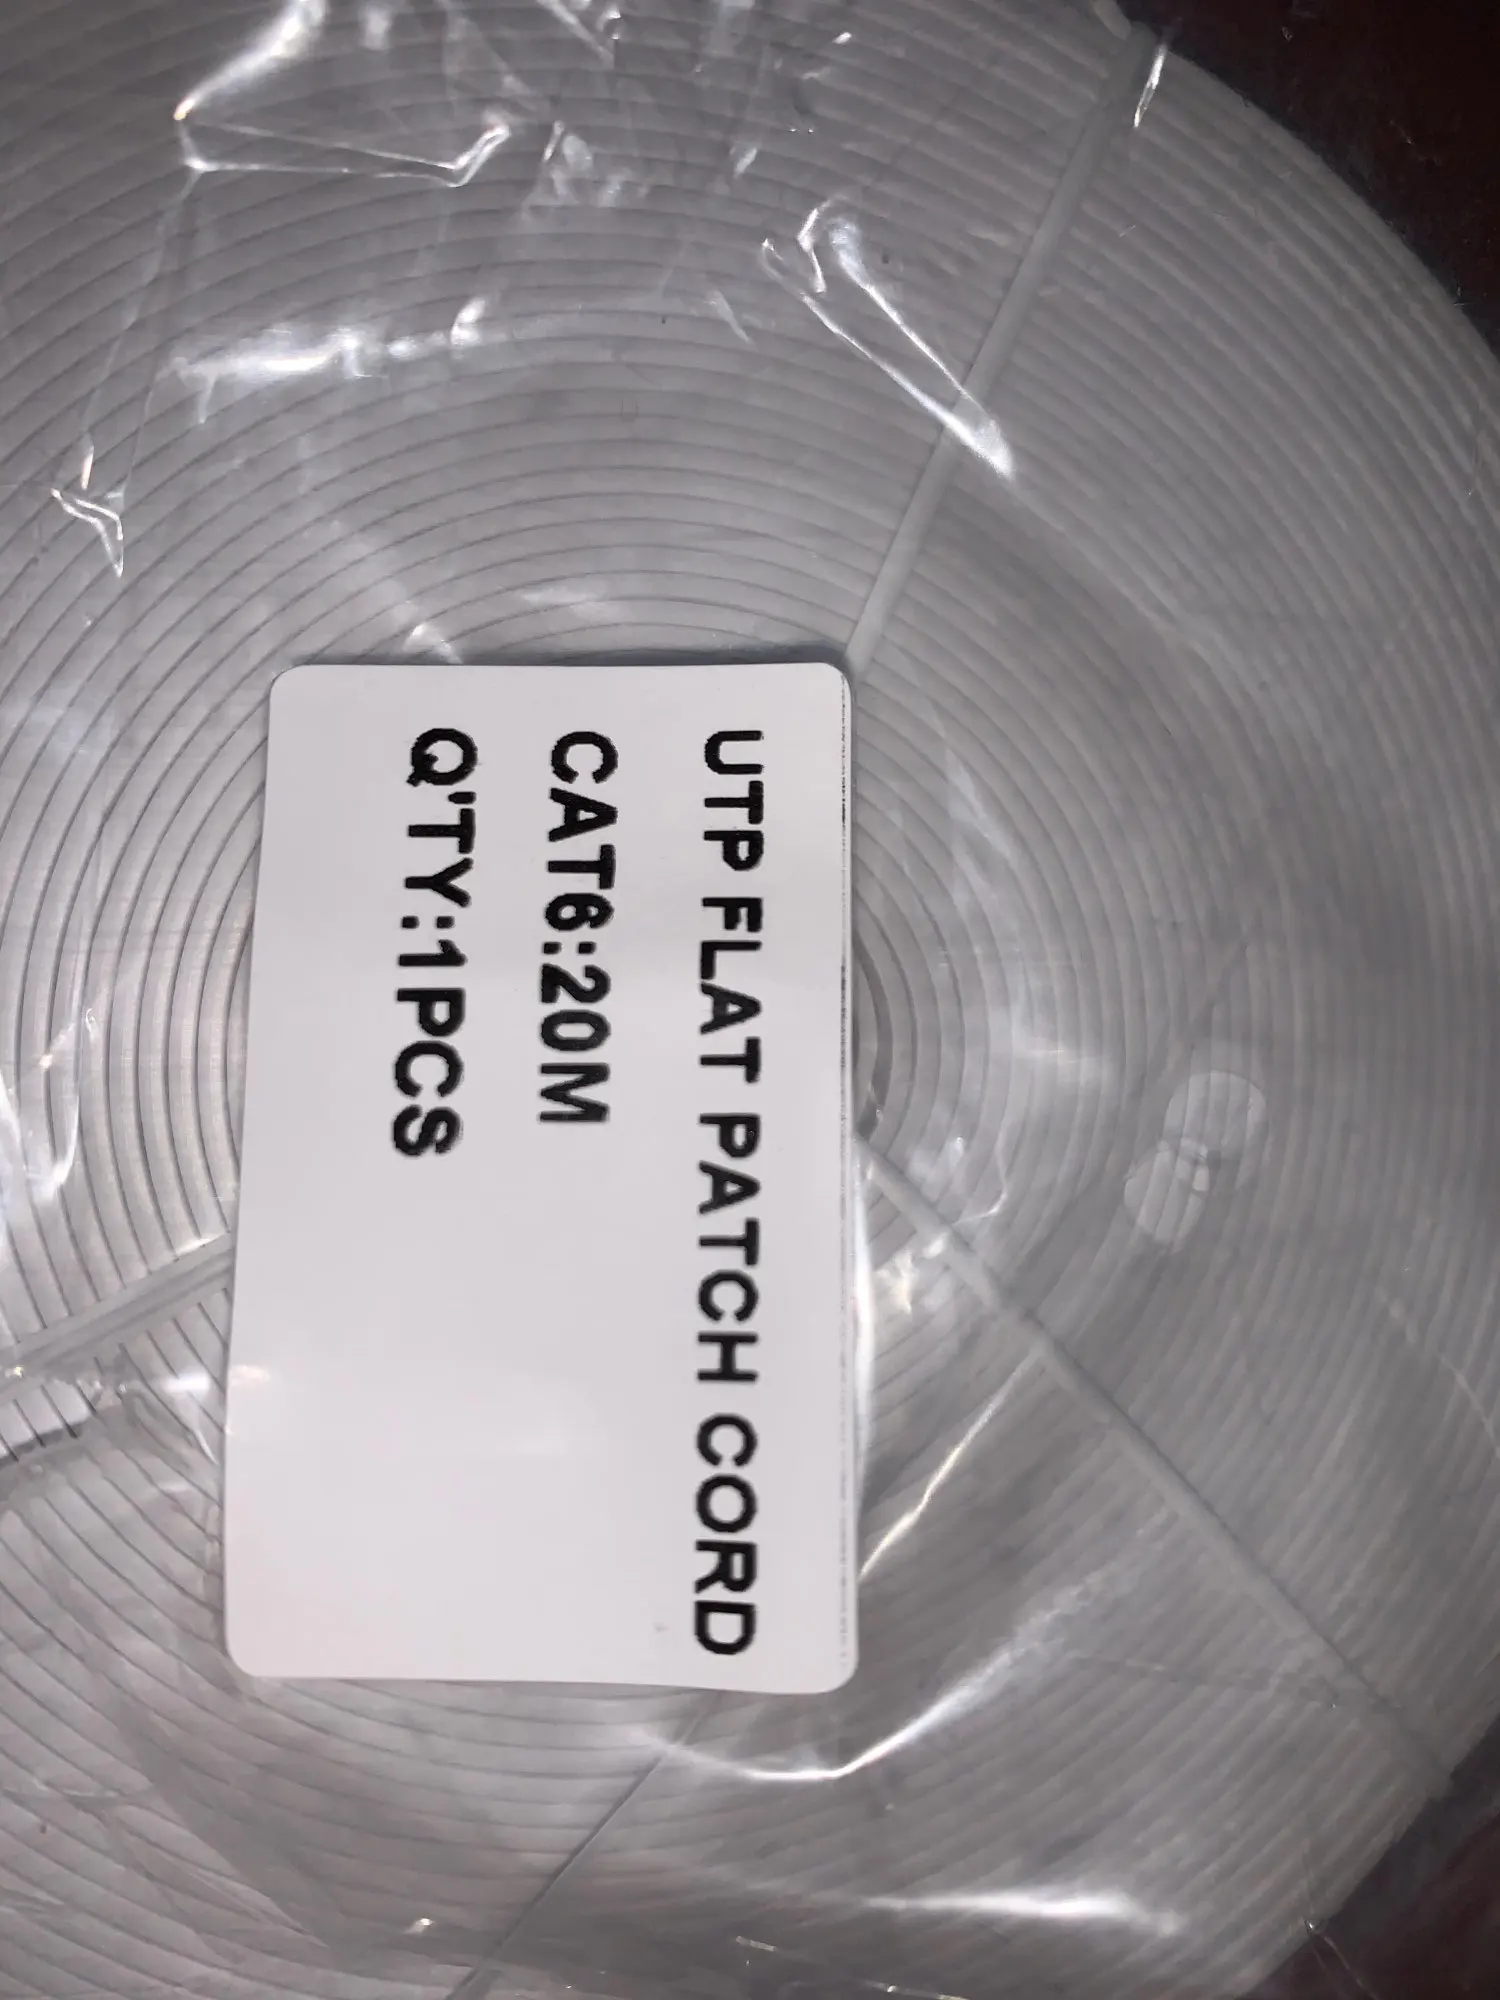 UTP FLAT PATCH CORD
CAT6:20M
Q'TY:1PCS